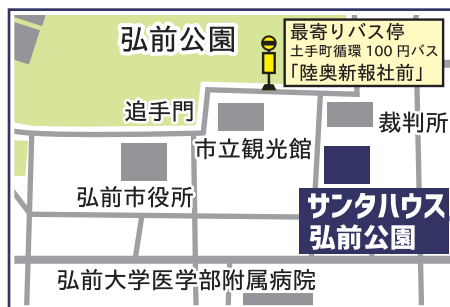 弘前公園
最寄りバス停
土手町循環100円バス
「陸奥新報社前」
追手門
市立観光館
裁判所
弘前市役所
サンタハウス
弘前公園
弘前大学医学部附属病院